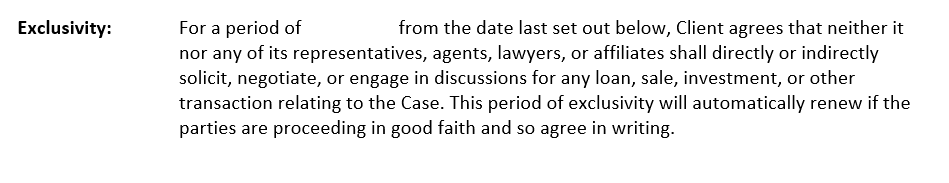 Exclusivity: For a period of from the date last set out below, Client agrees that neither it
nor any of its representatives, agents, lawyers, or affiliates shall directly or indirectly
solicit, negotiate, or engage in discussions for any loan, sale, investment, or other
transaction relating to the Case. This period of exclusivity will automatically renew if the
parties are proceeding in good faith and so agree in writing.